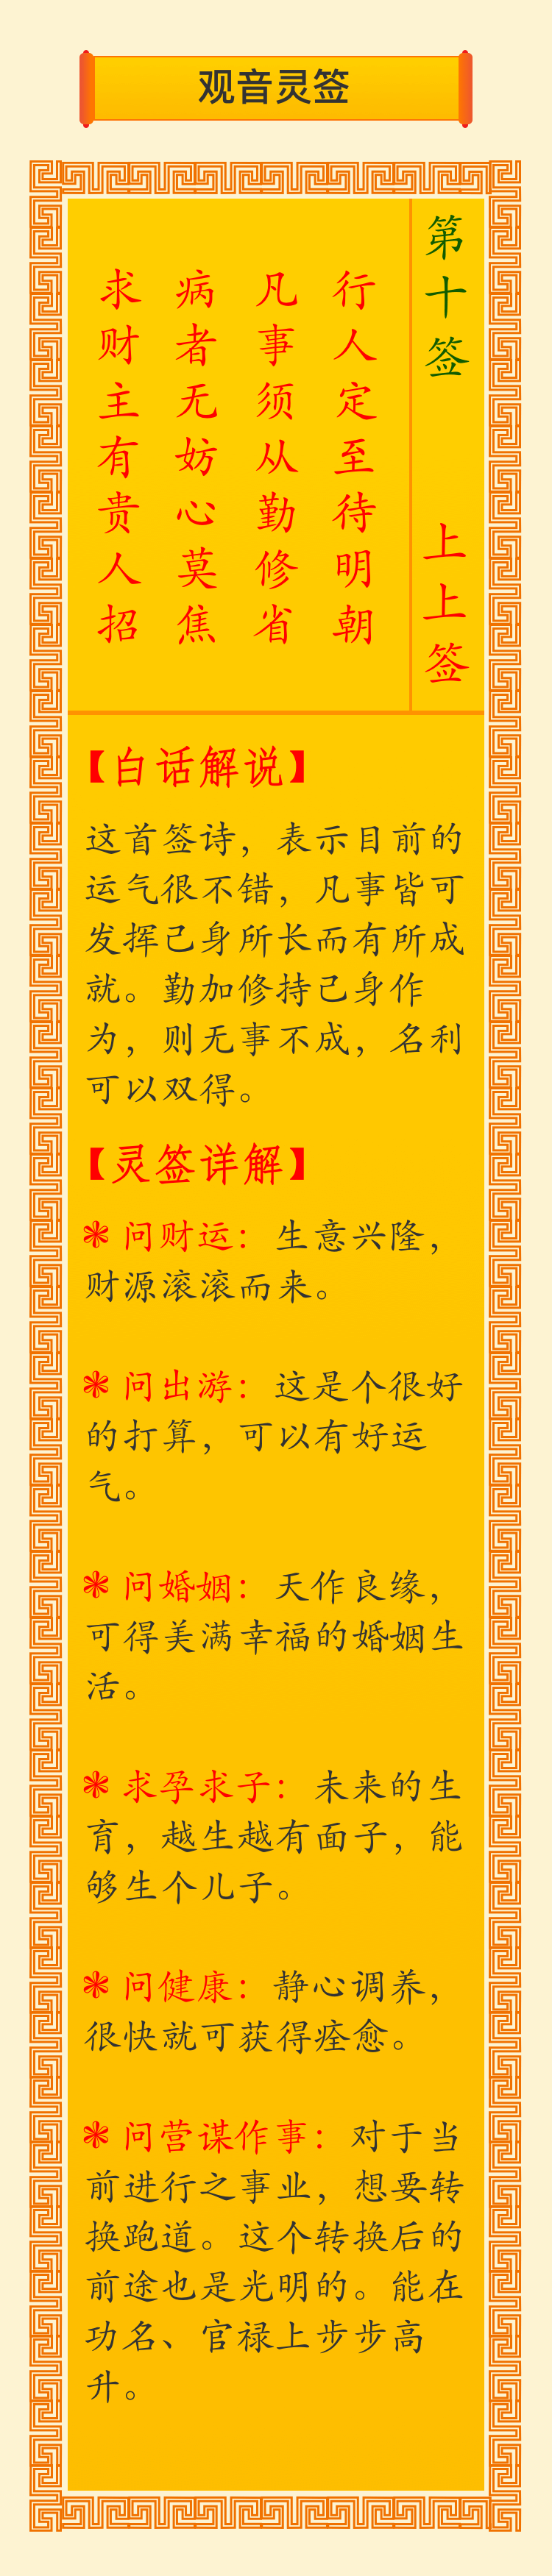 观音灵签
第十签 上上签
行人定至待明朝
凡事须从勤修省
病者无妨心莫焦
求财主有贵人招
【白话解说】
这首签诗，表示目前的
运气很不错，凡事皆可
发挥己身所长而有所成
就。勤加修持己身作
为，则无事不成，名利
可以双得。
【灵签详解】
❃ 问财运：生意兴隆，
财源滚滚而来。
❃ 问出游：这是个很好
的打算，可以有好运
气。
❃ 问婚姻：天作良缘，
可得美满幸福的婚姻生
活。
❃ 求孕求子：未来的生
育，越生越有面子，能
够生个儿子。
❃ 问健康：静心调养，
很快就可获得痊愈。
❃ 问营谋作事：对于当
前进行之事业，想要转
换跑道。这个转换后的
前途也是光明的。能在
功名、官禄上步步高
升。